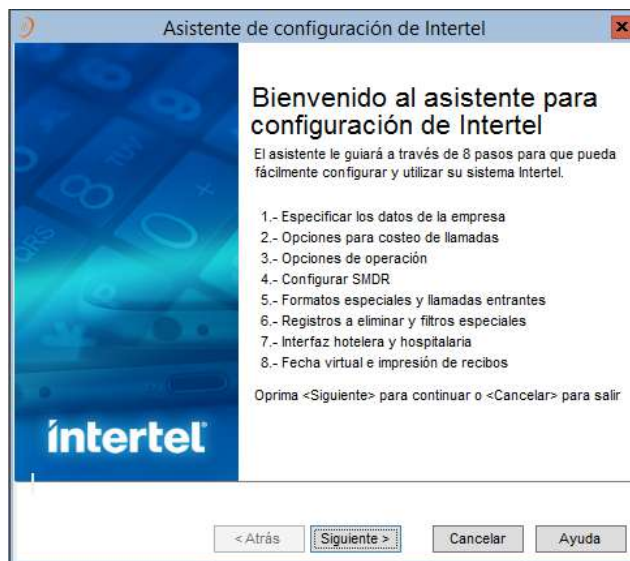 Asistente de configuración de Intertel
Bienvenido al asistente para
configuración de Intertel
El asistente le guiará a través de 8 pasos para que pueda
fácilmente configurar y utilizar su sistema Intertel.
1.- Especificar los datos de la empresa
2.- Opciones para costeo de llamadas
3.- Opciones de operación
4.- Configurar SMDR
5.- Formatos especiales y llamadas entrantes
6.- Registros a eliminar y filtros especiales
7.- Interfaz hotelera y hospitalaria
8.- Fecha virtual e impresión de recibos
Oprima <Siguiente> para continuar o <Cancelar> para salir
íntertel
< Atrás Siguiente > Cancelar Ayuda